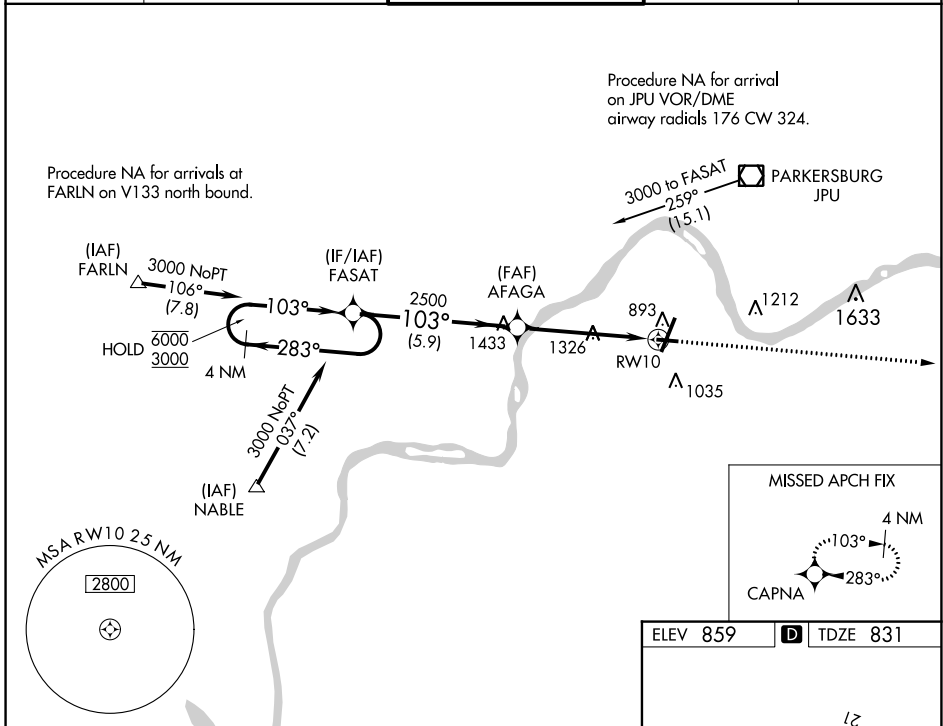 Procedure NA for arrival
on JPU VOR/DME
airway radials 176 CW 324.
Procedure NA for arrivals at
FARLN on V133 north bound.
3000 to FASAT
259°
(15.1)
PARKERSBURG
JPU
(IAF)
FARLN
3000 NoPT
106°
(7.8)
(IF/IAF)
FASAT
103°
283°
HOLD
6000
3000
4 NM
2500
103°
(5.9)
(FAF)
AFAGA
1433
1326
893
RW10
1212
1633
1035
3000 NoPT
037°
(7.2)
(IAF)
NABLE
MISSED APCH FIX
4 NM
103°
283°
CAPNA
MSA RW10 25 NM
2800
ELEV 859
D
TDZE 831
21